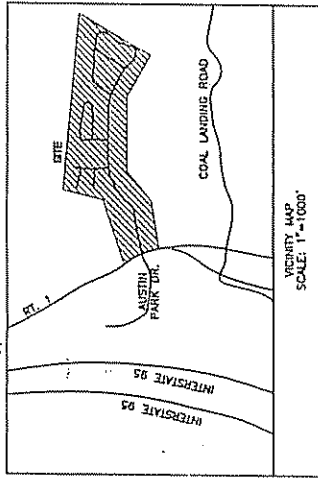 SITE
RT. 1
AUSTIN
PARK DR.
COAL LANDING ROAD
INTERSTATE 95
INTERSTATE 95
VICINITY MAP
SCALE: 1"=1000'